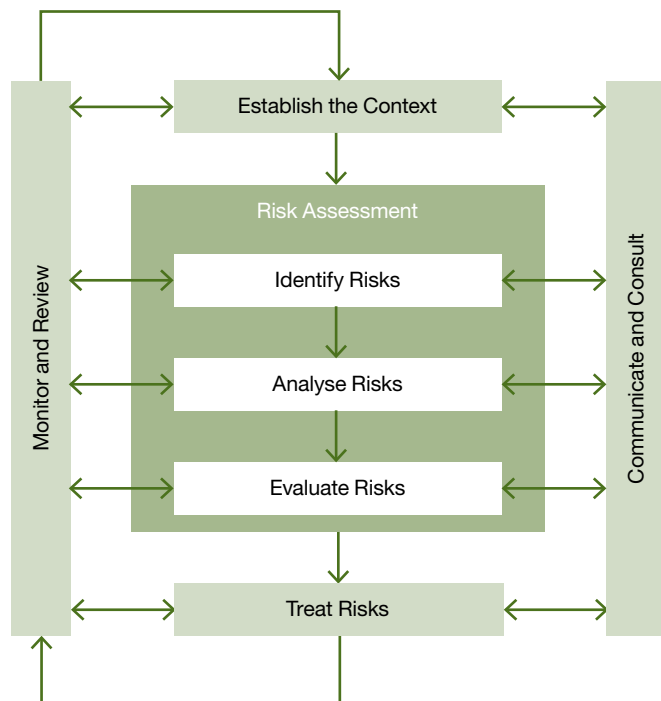 Establish the Context
Risk Assessment
Identify Risks
Analyse Risks
Evaluate Risks
Treat Risks
Monitor and Review
Communicate and Consult